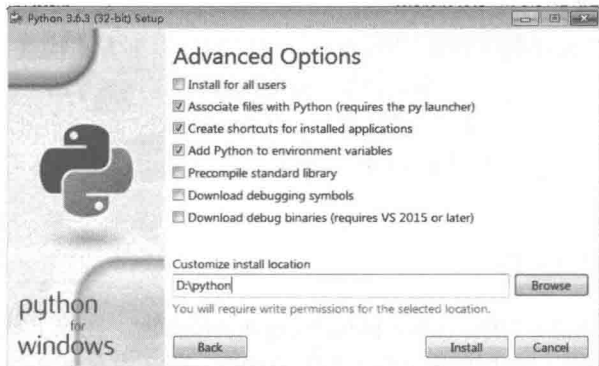 Python 3.6.3 (32-bit) Setup
Advanced Options
Install for all users
Associate files with Python (requires the py launcher)
Create shortcuts for installed applications
Add Python to environment variables
Precompile standard library
Download debugging symbols
Download debug binaries (requires VS 2015 or later)
Customize install location
D:\python
Browse
You will require write permissions for the selected location.
python
for
windows
Back
Install
Cancel